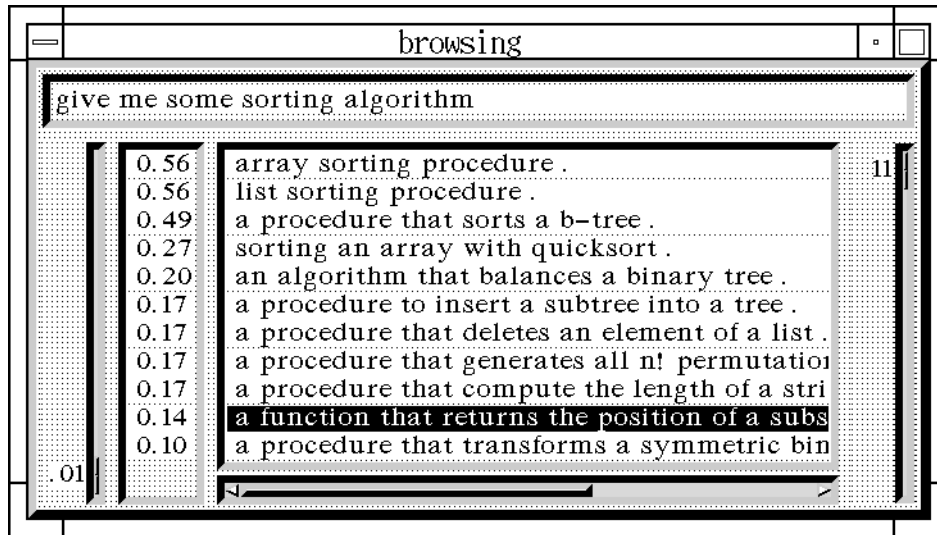 browsing
give me some sorting algorithm
0.56 array sorting procedure .
0.56 list sorting procedure .
0.49 a procedure that sorts a b-tree .
0.27 sorting an array with quicksort .
0.20 an algorithm that balances a binary tree .
0.17 a procedure to insert a subtree into a tree .
0.17 a procedure that deletes an element of a list .
0.17 a procedure that generates all n! permutation
0.17 a procedure that compute the length of a stri
0.14 a function that returns the position of a subs
0.10 a procedure that transforms a symmetric bin
11
.01